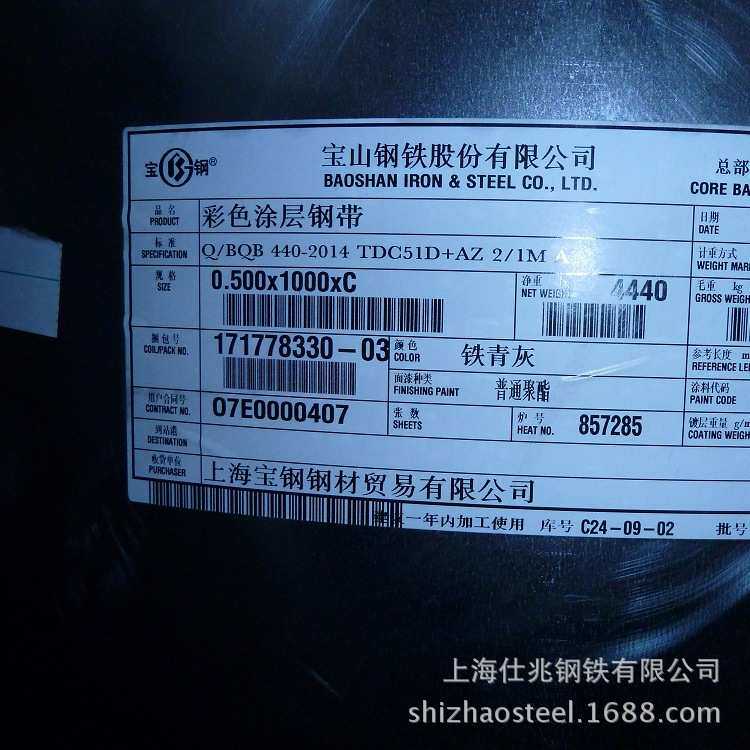 宝 B 钢®
宝山钢铁股份有限公司
BAOSHAN IRON & STEEL CO., LTD.
总部
CORE BA
品名 彩色涂层钢带
PRODUCT
日期
DATE
标准 Q/BQB 440-2014 TDC51D+AZ 2/1M A
SPECIFICATION
计重方式
WEIGHT MAR
规格 0.500x1000xC
SIZE
净重 4440
NET WEIGHT
毛重 kg
GROSS WEIGH
捆包号 171778330-03
COIL/PACK NO.
颜色 铁青灰
COLOR
参考长度 m
REFERENCE LE
面漆种类 普通聚酯
FINISHING PAINT
涂料代码
PAINT CODE
用户合同号 07E0000407
CONTRACT NO.
张数
SHEETS
炉号 857285
HEAT NO.
镀层重量 g/m
COATING WEIGH
到站港
DESTINATION
收货单位 上海宝钢钢材贸易有限公司
PURCHASER
一年内加工使用 库号 C24-09-02 批号
上海仕兆钢铁有限公司
shizhaosteel.1688.com